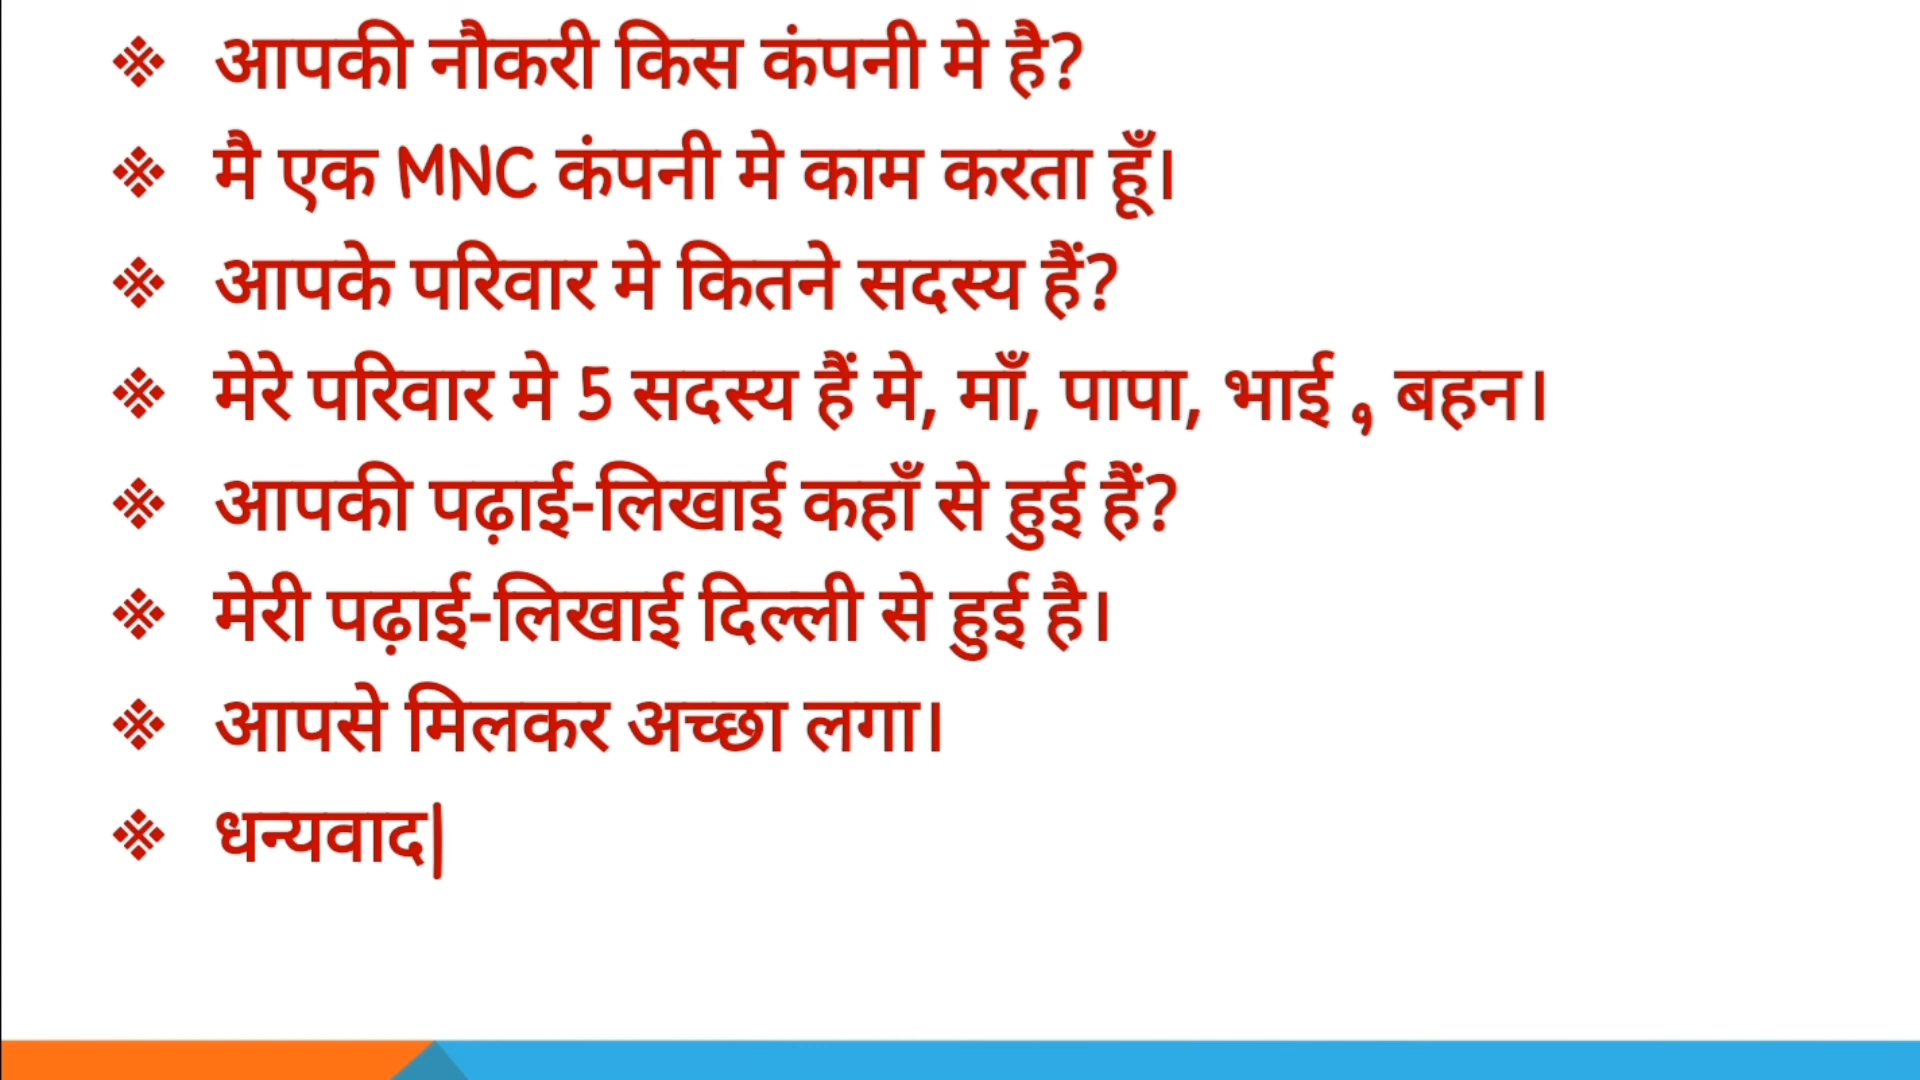 ❖ आपकी नौकरी किस कंपनी मे है?
❖ मै एक MNC कंपनी मे काम करता हूँ।
❖ आपके परिवार मे कितने सदस्य हैं?
❖ मेरे परिवार मे 5 सदस्य हैं मे, माँ, पापा, भाई , बहन।
❖ आपकी पढ़ाई-लिखाई कहाँ से हुई हैं?
❖ मेरी पढ़ाई-लिखाई दिल्ली से हुई है।
❖ आपसे मिलकर अच्छा लगा।
❖ धन्यवाद|